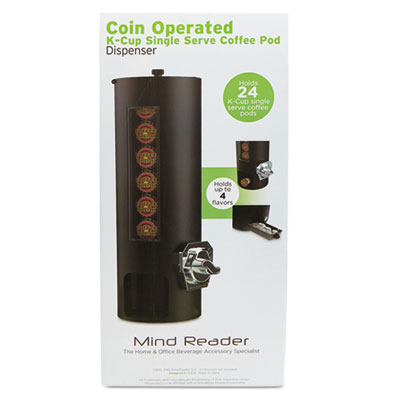 Coin Operated
K-Cup Single Serve Coffee Pod
Dispenser
Holds
24
K-Cup single
serve coffee
pods
Holds
up to
4
flavors
Mind Reader
The Home & Office Beverage Accessory Specialist